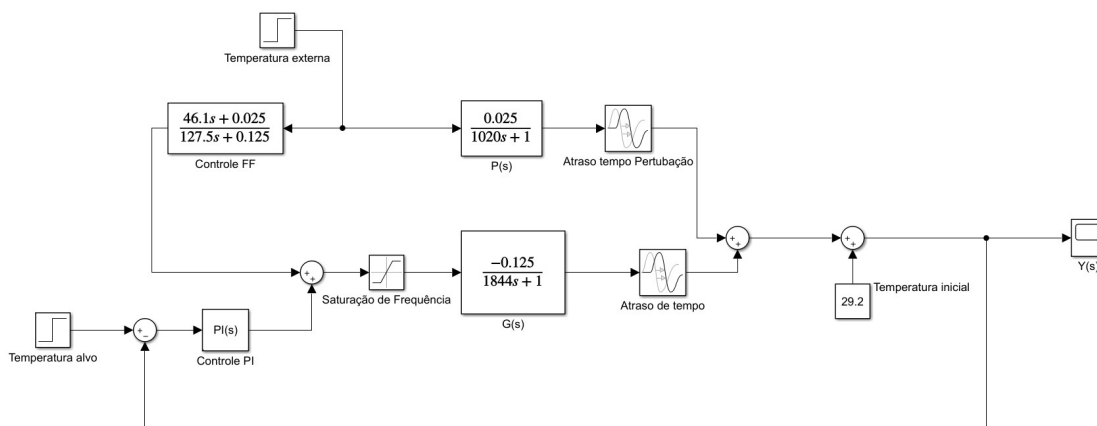 Temperatura externa
46.1s + 0.025
127.5s + 0.125
Controle FF
0.025
1020s + 1
P(s)
Atraso tempo Pertubação
+
+
+
+
+
+
Saturação de Frequência
−0.125
1844s + 1
G(s)
Atraso de tempo
29.2
Temperatura inicial
Y(s)
Temperatura alvo
+
−
PI(s)
Controle PI